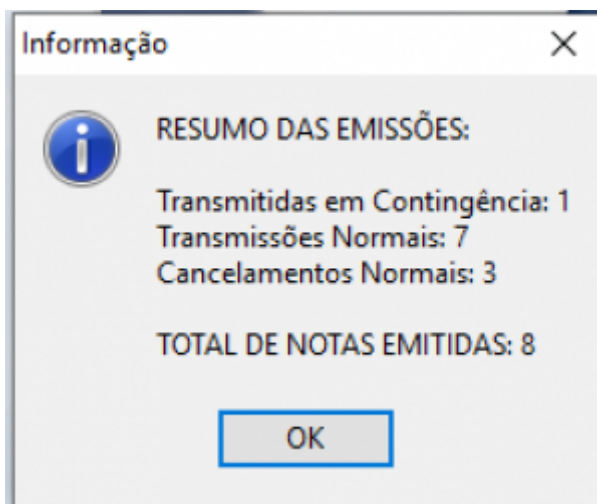 Informação
RESUMO DAS EMISSÕES:
Transmitidas em Contingência: 1
Transmissões Normais: 7
Cancelamentos Normais: 3
TOTAL DE NOTAS EMITIDAS: 8
OK